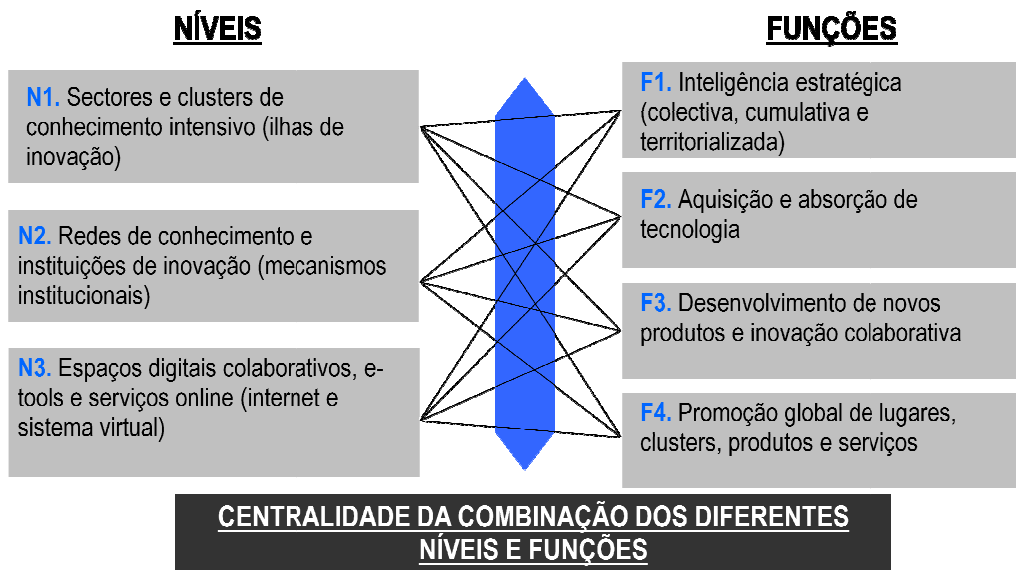 NÍVEIS
N1. Sectores e clusters de
conhecimento intensivo (ilhas de
inovação)
N2. Redes de conhecimento e
instituições de inovação (mecanismos
institucionais)
N3. Espaços digitais colaborativos, e-
tools e serviços online (internet e
sistema virtual)
FUNÇÕES
F1. Inteligência estratégica
(colectiva, cumulativa e
territorializada)
F2. Aquisição e absorção de
tecnologia
F3. Desenvolvimento de novos
produtos e inovação colaborativa
F4. Promoção global de lugares,
clusters, produtos e serviços
CENTRALIDADE DA COMBINAÇÃO DOS DIFERENTES
NÍVEIS E FUNÇÕES